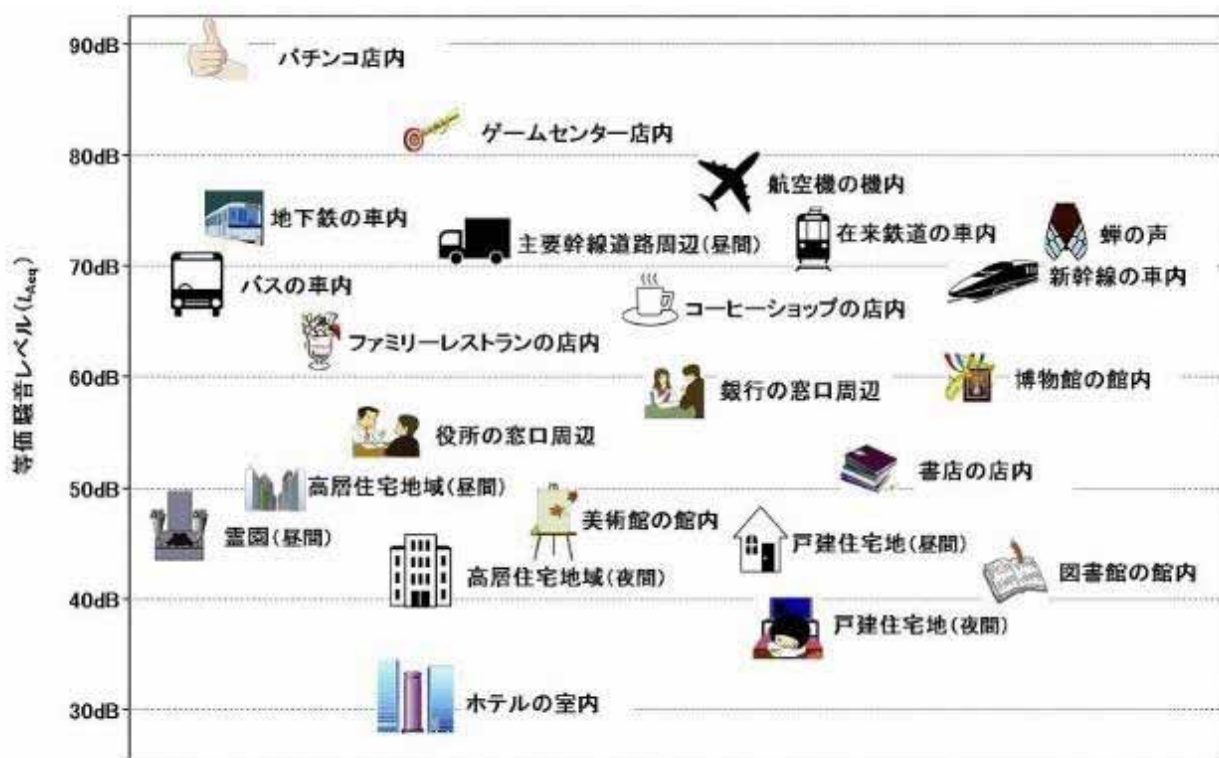 90dB
パチンコ店内
ゲームセンター店内
80dB
航空機の機内
地下鉄の車内
主要幹線道路周辺(昼間)
在来鉄道の車内
蝉の声
70dB
バスの車内
新幹線の車内
コーヒーショップの店内
ファミリーレストランの店内
60dB
銀行の窓口周辺
博物館の館内
役所の窓口周辺
書店の店内
50dB
高層住宅地域(昼間)
美術館の館内
霊園(昼間)
戸建住宅地(昼間)
高層住宅地域(夜間)
図書館の館内
40dB
戸建住宅地(夜間)
ホテルの室内
30dB
等価騒音レベル(LAeq)